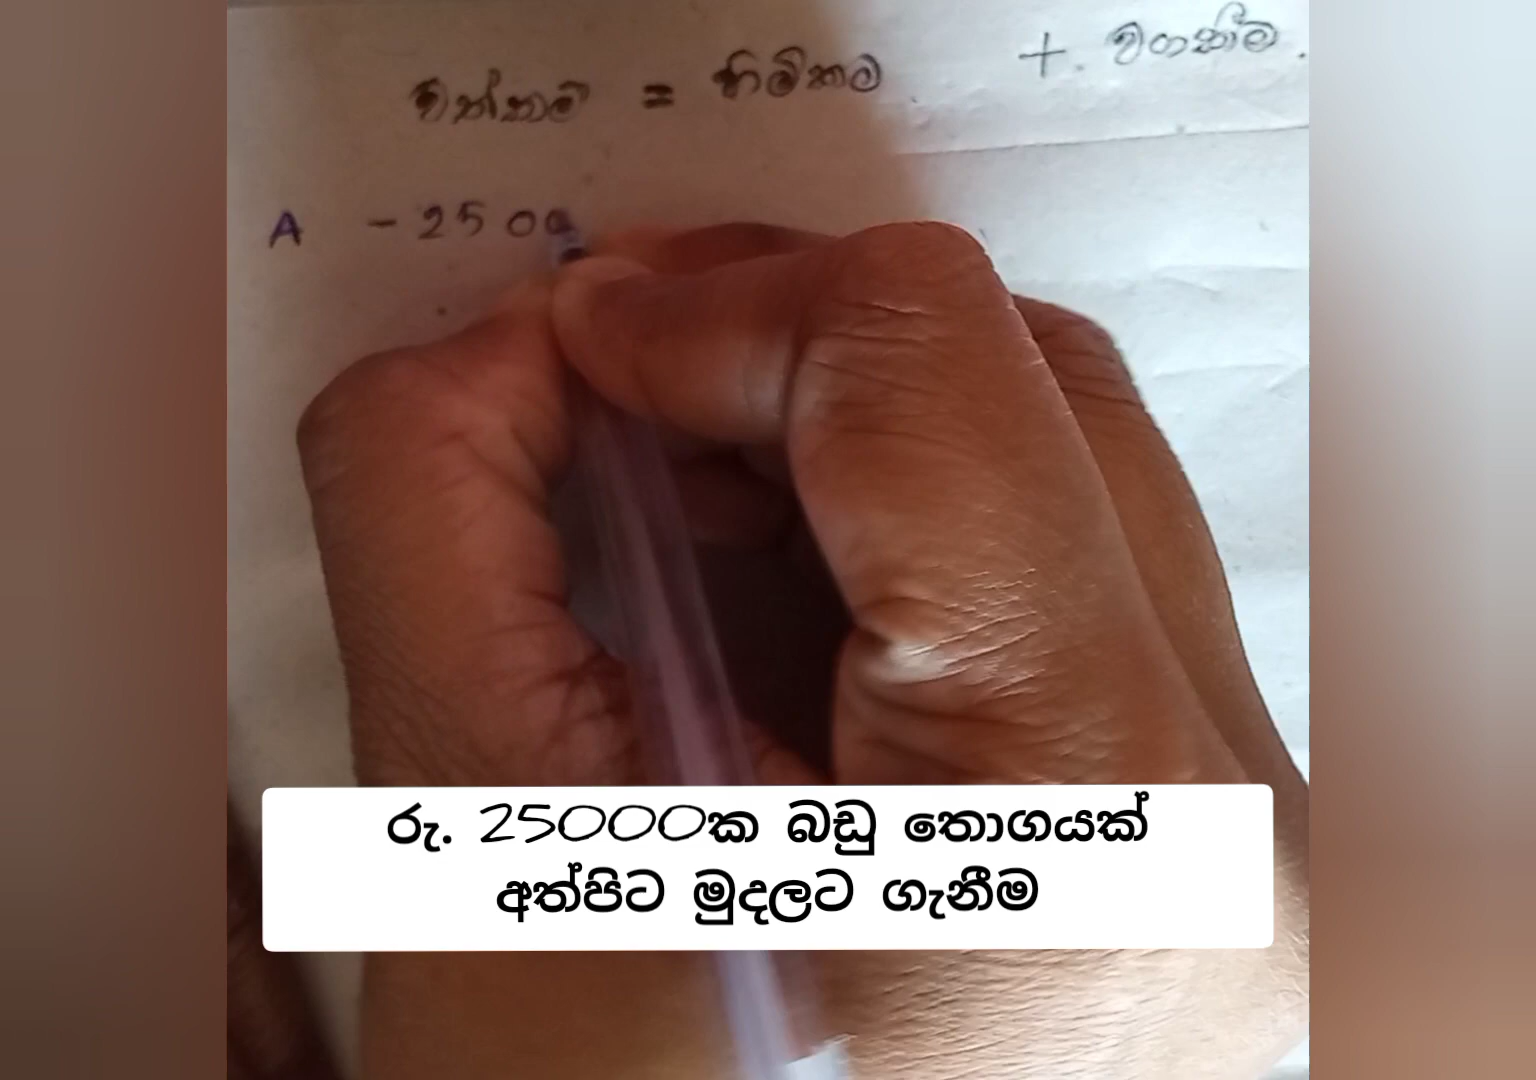 වත්කම් = හිමිකම + වගකීම.
A - 2500
රු. 25000ක බඩු තොගයක්
අත්පිට මුදලට ගැනීම